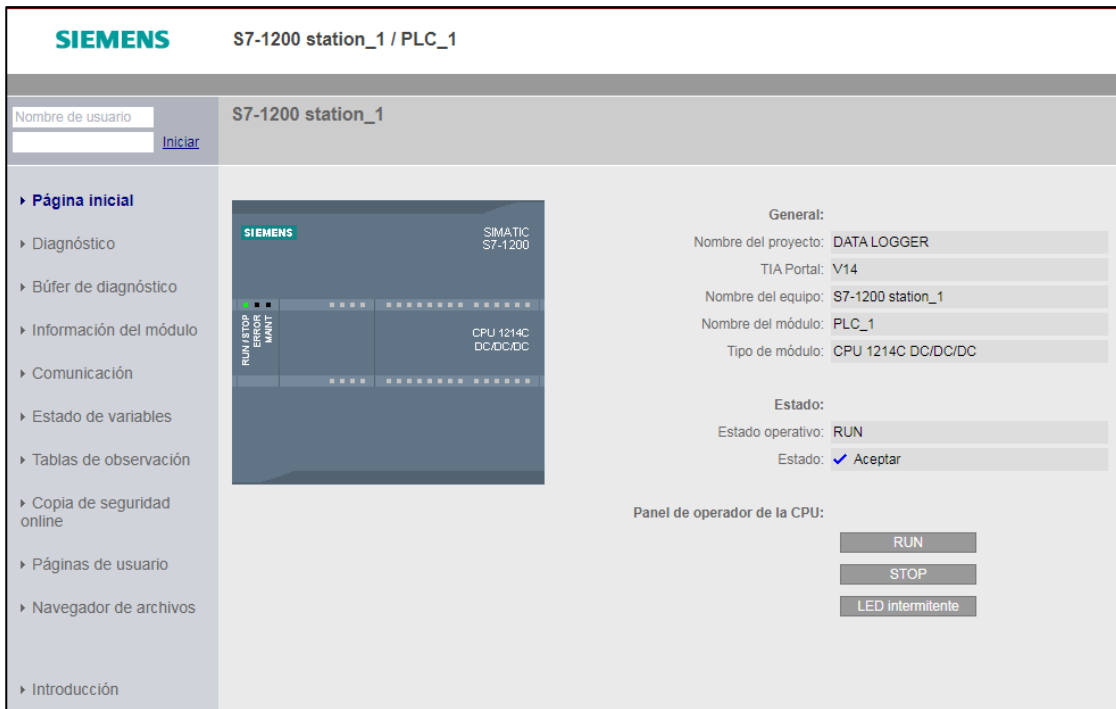 SIEMENS
S7-1200 station_1 / PLC_1
Nombre de usuario
Iniciar
S7-1200 station_1
Página inicial
Diagnóstico
Búfer de diagnóstico
Información del módulo
Comunicación
Estado de variables
Tablas de observación
Copia de seguridad
online
Páginas de usuario
Navegador de archivos
Introducción
SIEMENS
SIMATIC
S7-1200
RUN / STOP
ERROR
MAINT
CPU 1214C
DC/DC/DC
General:
Nombre del proyecto: DATA LOGGER
TIA Portal: V14
Nombre del equipo: S7-1200 station_1
Nombre del módulo: PLC_1
Tipo de módulo: CPU 1214C DC/DC/DC
Estado:
Estado operativo: RUN
Estado: Aceptar
Panel de operador de la CPU:
RUN
STOP
LED intermitente